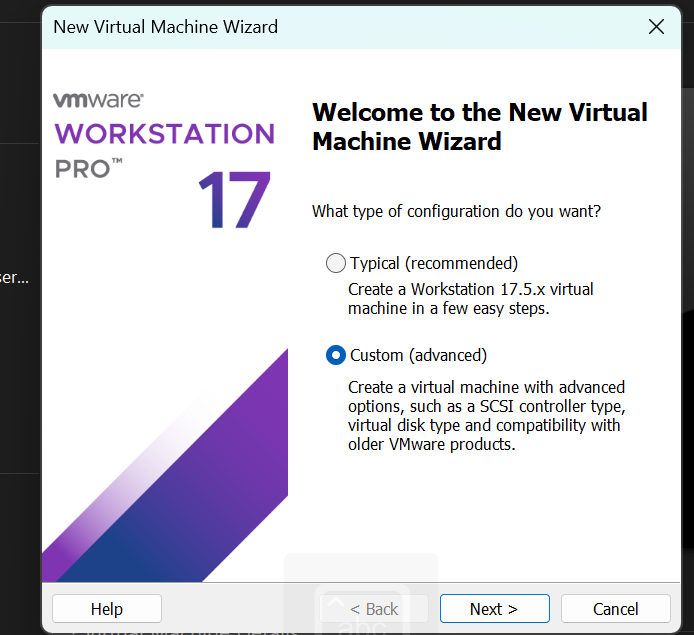 New Virtual Machine Wizard
vmware®
WORKSTATION
PRO™
17
Welcome to the New Virtual
Machine Wizard
What type of configuration do you want?
Typical (recommended)
Create a Workstation 17.5.x virtual
machine in a few easy steps.
Custom (advanced)
Create a virtual machine with advanced
options, such as a SCSI controller type,
virtual disk type and compatibility with
older VMware products.
ser...
Help
< Back
Next >
Cancel
abc